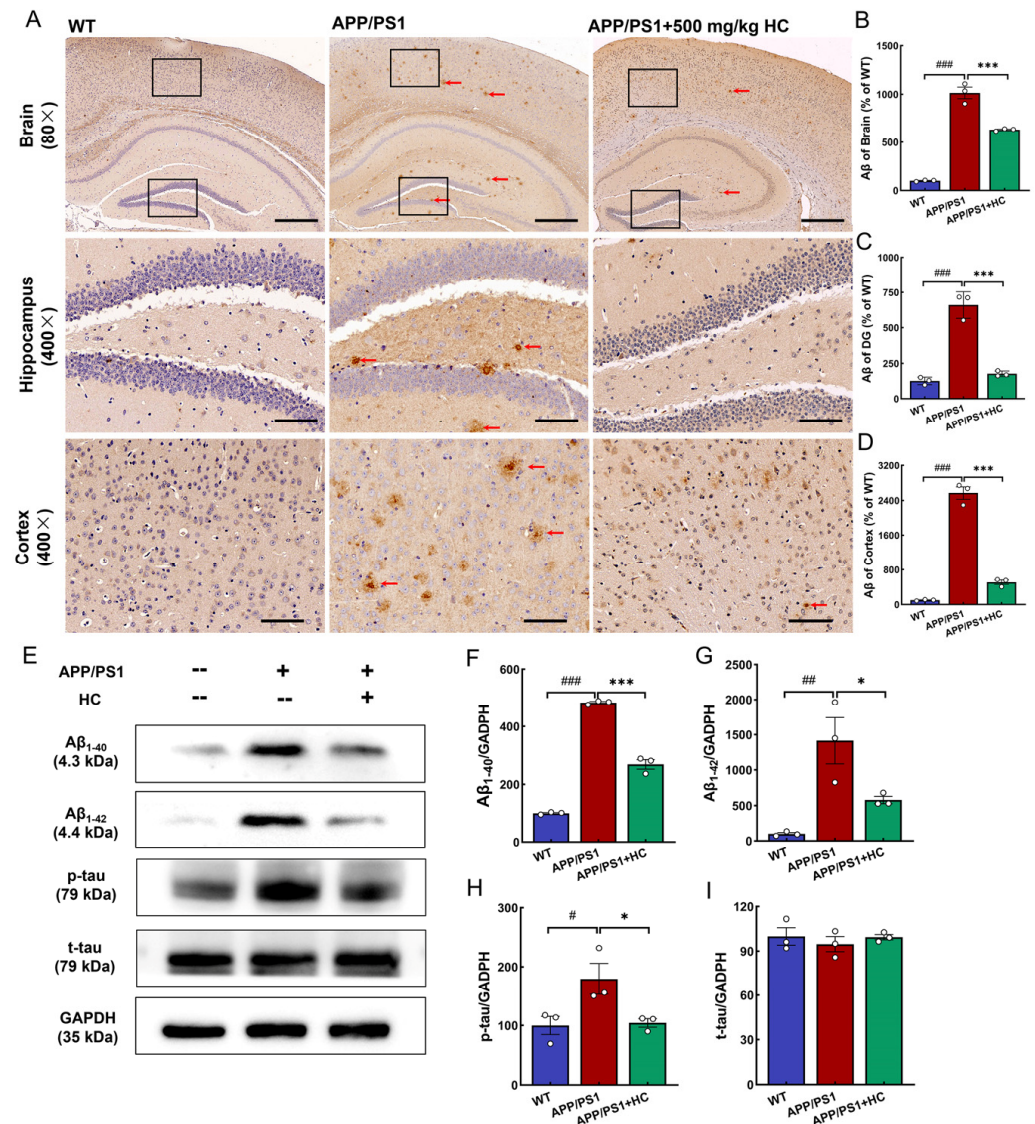 A
WT
APP/PS1
APP/PS1+500 mg/kg HC
Brain
(80×)
Hippocampus
(400×)
Cortex
(400×)
B
Aβ of Brain (% of WT)
1500
1000
500
0
###
***
WT
APP/PS1
APP/PS1+HC
C
Aβ of DG (% of WT)
750
500
250
0
###
***
WT
APP/PS1
APP/PS1+HC
D
Aβ of Cortex (% of WT)
3200
2400
1600
800
0
###
***
WT
APP/PS1
APP/PS1+HC
E
APP/PS1 -- + +
HC -- -- +
Aβ1-40
(4.3 kDa)
Aβ1-42
(4.4 kDa)
p-tau
(79 kDa)
t-tau
(79 kDa)
GAPDH
(35 kDa)
F
Aβ1-40/GADPH
600
400
200
0
###
***
WT
APP/PS1
APP/PS1+HC
G
Aβ1-42/GADPH
2500
2000
1500
1000
500
0
##
*
WT
APP/PS1
APP/PS1+HC
H
p-tau/GADPH
300
200
100
0
#
*
WT
APP/PS1
APP/PS1+HC
I
t-tau/GADPH
120
90
60
30
0
WT
APP/PS1
APP/PS1+HC